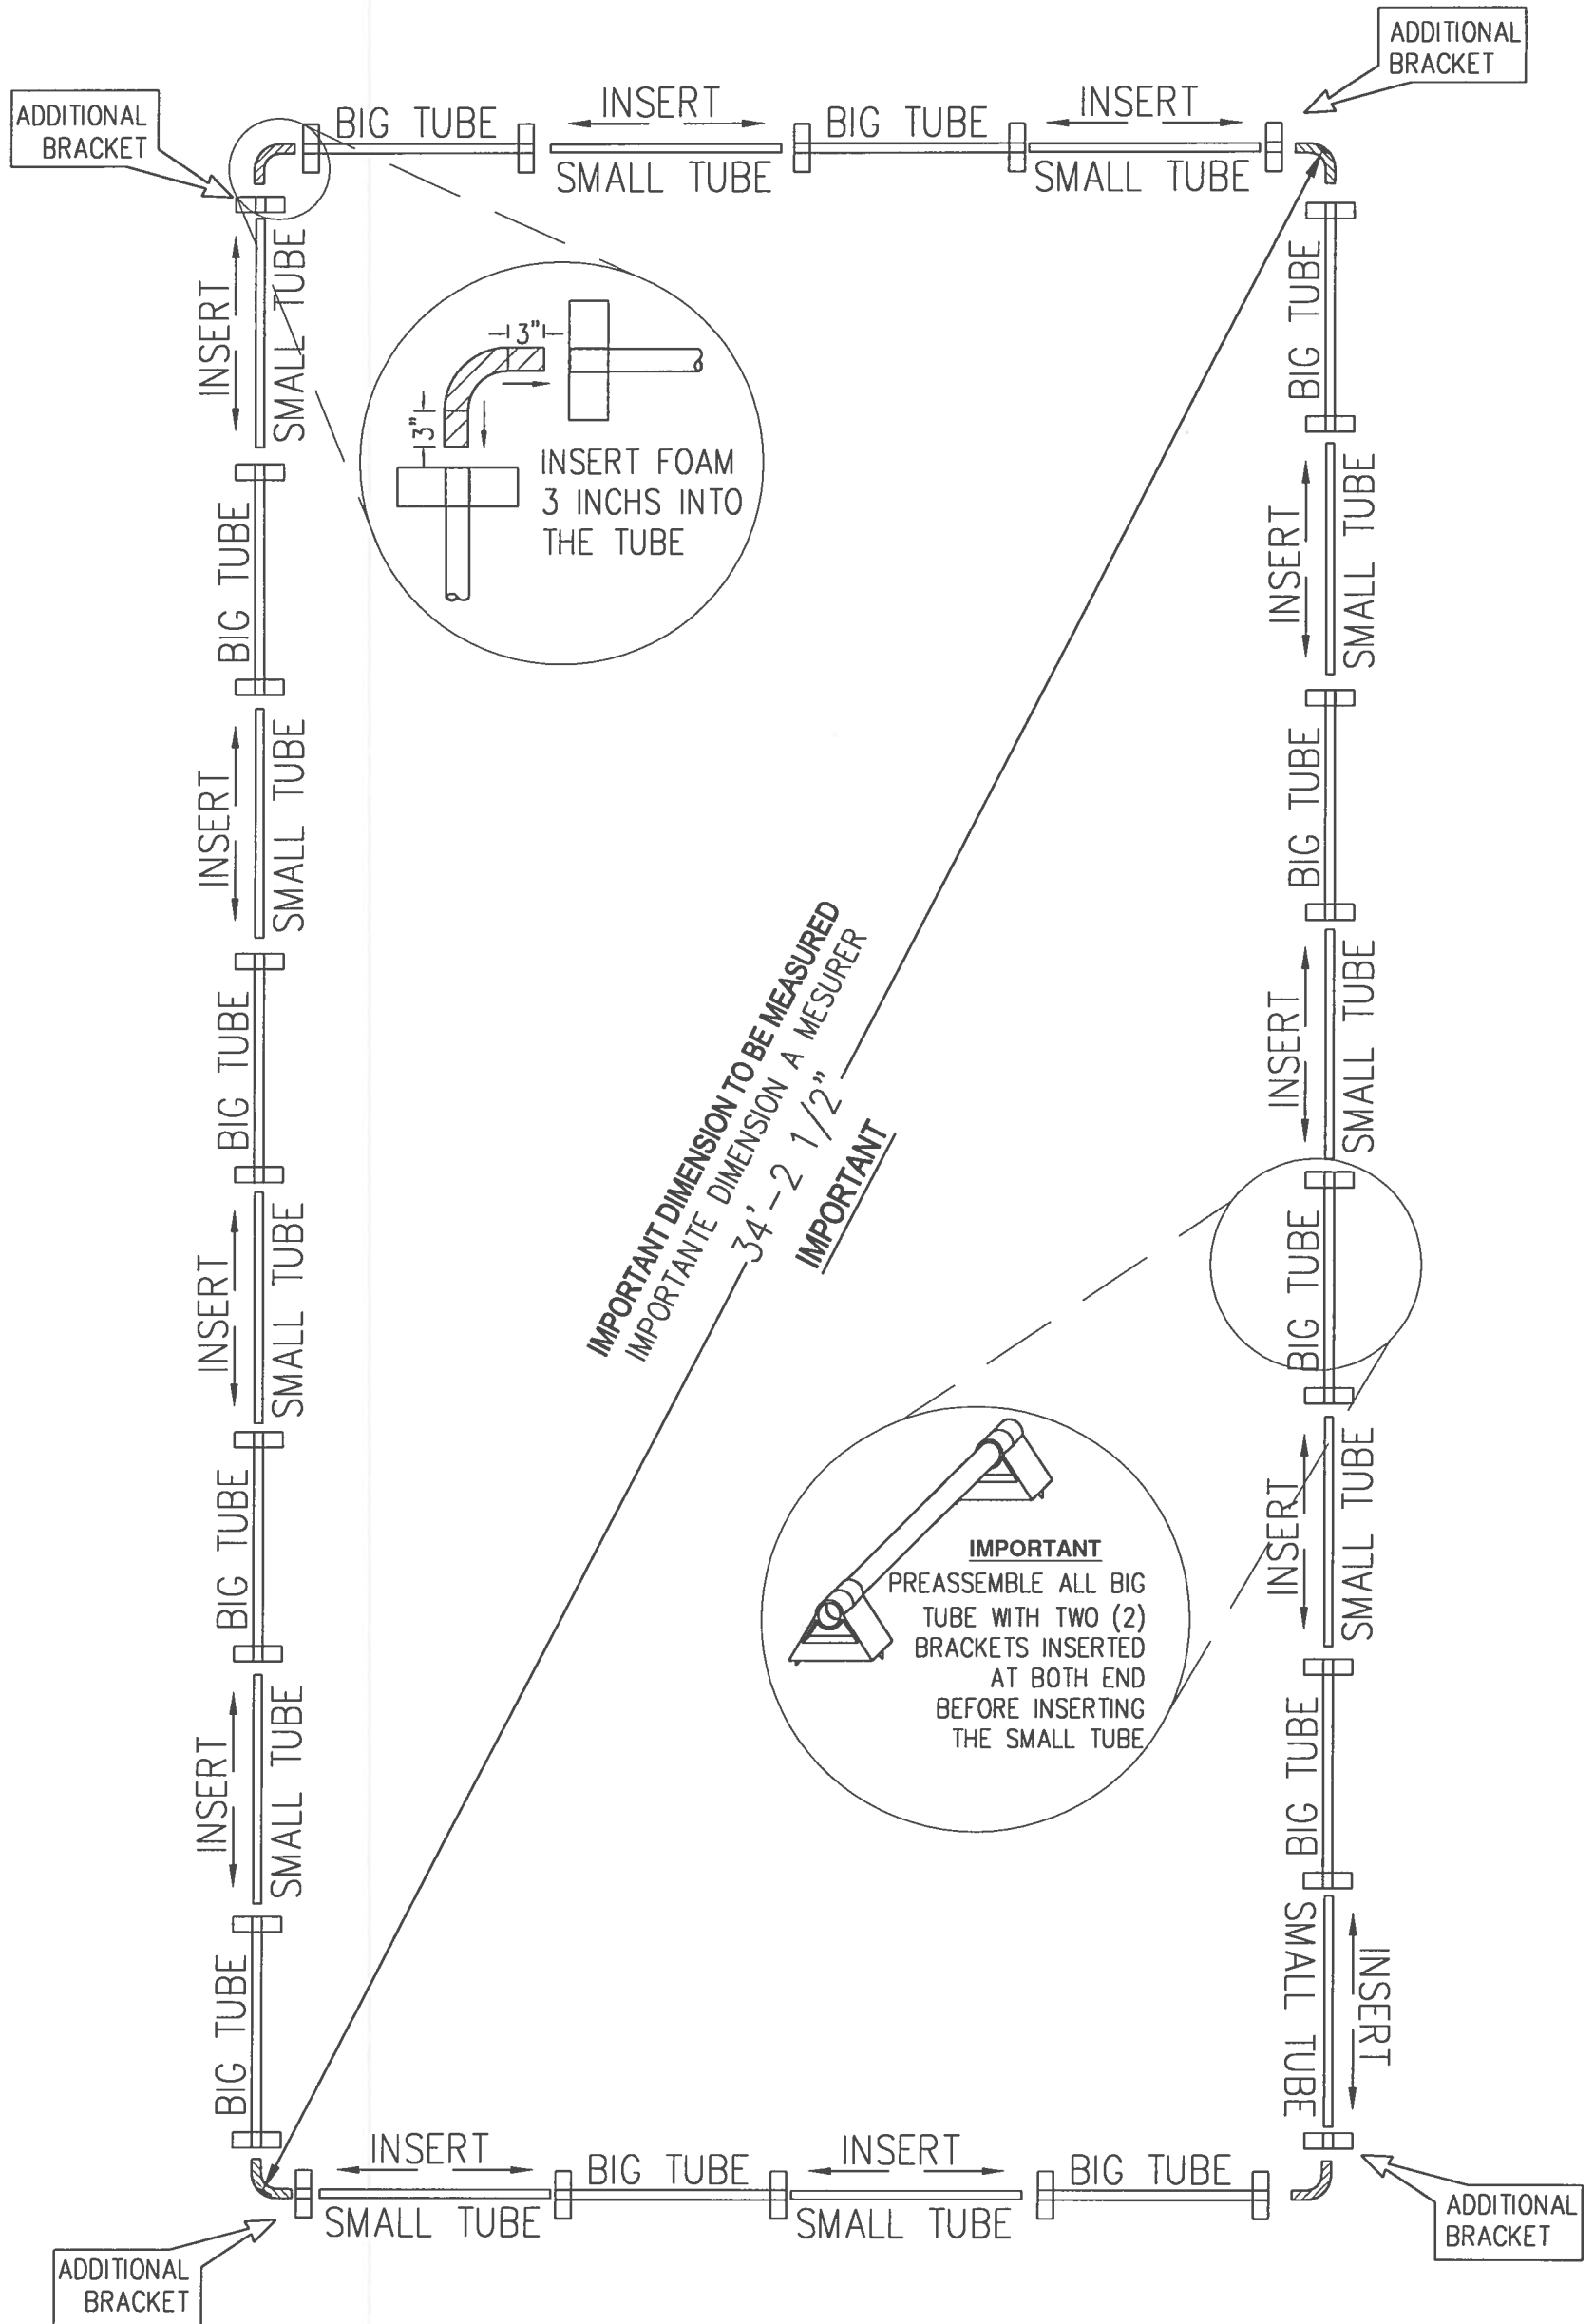 ADDITIONAL
BRACKET
ADDITIONAL
BRACKET
BIG TUBE
INSERT
SMALL TUBE
BIG TUBE
INSERT
SMALL TUBE
INSERT
SMALL TUBE
BIG TUBE
INSERT
SMALL TUBE
BIG TUBE
INSERT
SMALL TUBE
BIG TUBE
INSERT
SMALL TUBE
BIG TUBE
3"
3"
INSERT FOAM
3 INCHS INTO
THE TUBE
IMPORTANT DIMENSION TO BE MEASURED
IMPORTANTE DIMENSION A MESURER
34'-2 1/2"
IMPORTANT
IMPORTANT
PREASSEMBLE ALL BIG
TUBE WITH TWO (2)
BRACKETS INSERTED
AT BOTH END
BEFORE INSERTING
THE SMALL TUBE
BIG TUBE
INSERT
SMALL TUBE
BIG TUBE
INSERT
SMALL TUBE
BIG TUBE
INSERT
SMALL TUBE
BIG TUBE
SMALL TUBE
INSERT
INSERT
SMALL TUBE
BIG TUBE
INSERT
SMALL TUBE
BIG TUBE
ADDITIONAL
BRACKET
ADDITIONAL
BRACKET